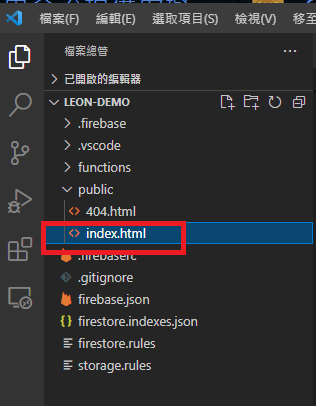 檔案(F) 編輯(E) 選取項目(S) 檢視(V) 移至
檔案總管
已開啟的編輯器
LEON-DEMO
.firebase
.vscode
functions
public
404.html
index.html
.firebaserc
.gitignore
firebase.json
firestore.indexes.json
firestore.rules
storage.rules